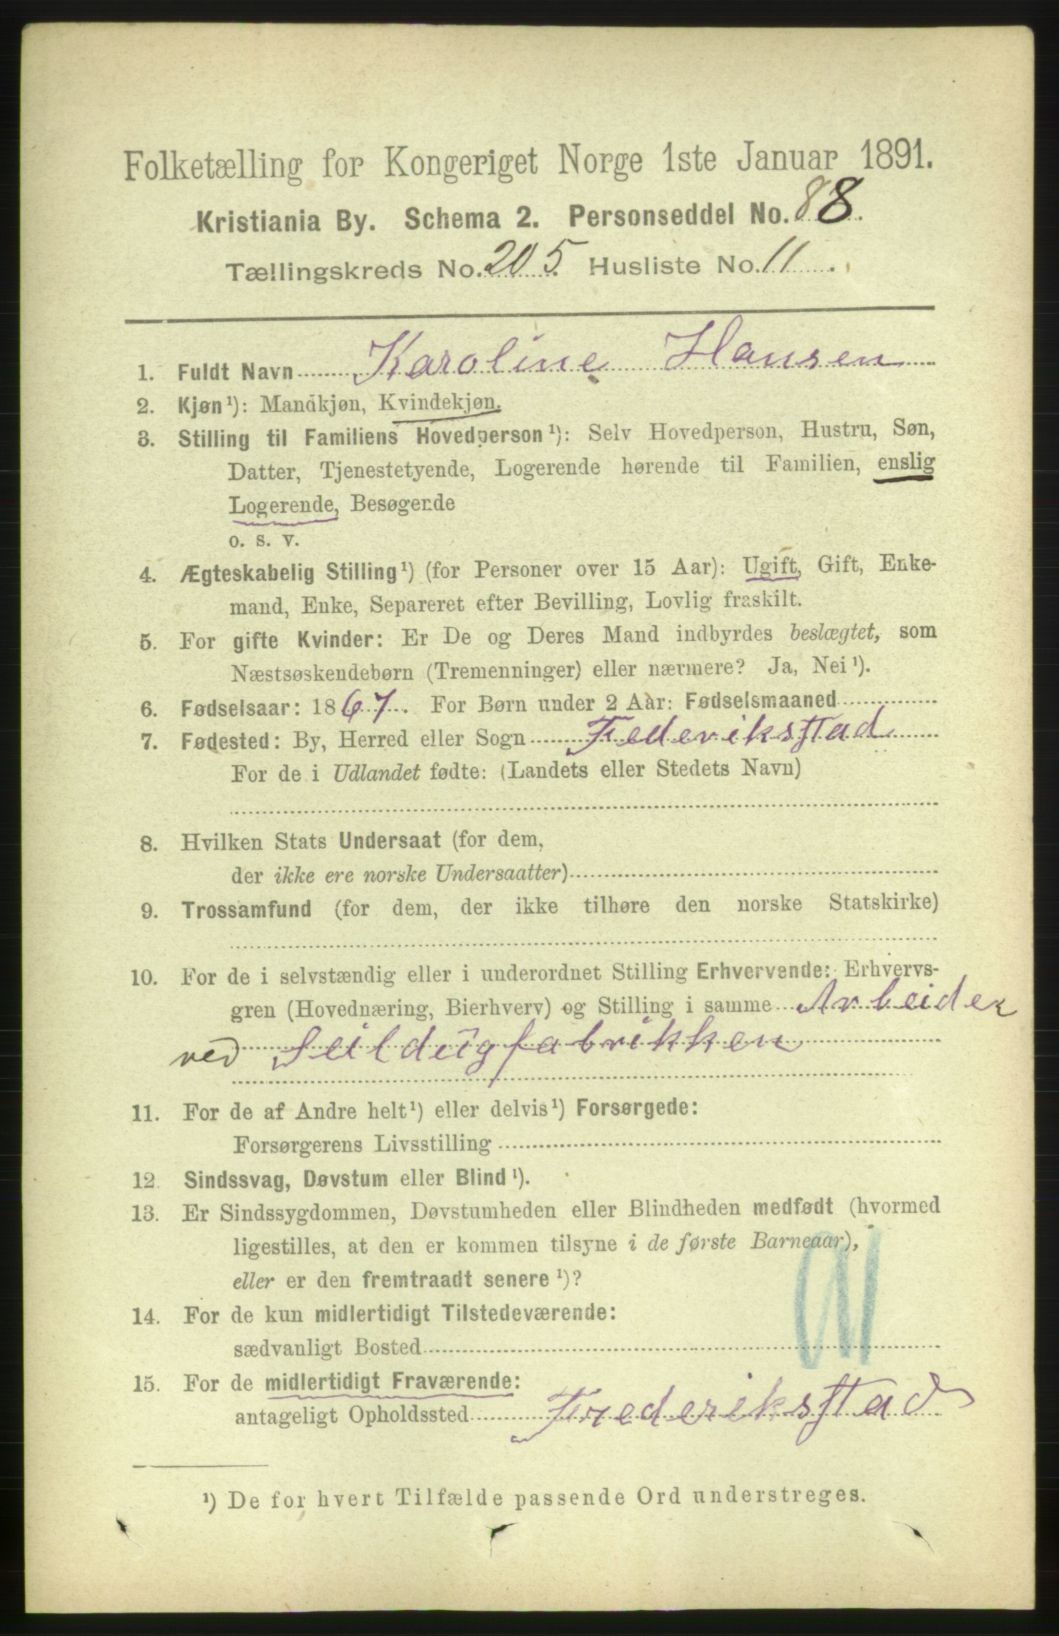 Folketælling for Kongeriget Norge 1ste Januar 1891.
Kristiania By. Schema 2. Personseddel No. 88.
Tællingskreds No. 205. Husliste No. 11.
1. Fuldt Navn Karoline Hansen
2. Kjøn¹): Mandkjøn, Kvindekjøn.
3. Stilling til Familiens Hovedperson¹): Selv Hovedperson, Hustru, Søn,
Datter, Tjenestetyende, Logerende hørende til Familien, enslig
Logerende, Besøgende
o. s. v.
4. Ægteskabelig Stilling¹) (for Personer over 15 Aar): Ugift, Gift, Enke-
mand, Enke, Separeret efter Bevilling, Lovlig fraskilt.
5. For gifte Kvinder: Er De og Deres Mand indbyrdes beslægtet, som
Næstsøskendebørn (Tremenninger) eller nærmere? Ja, Nei¹).
6. Fødselsaar: 1867. For Børn under 2 Aar: Fødselsmaaned
7. Fødested: By, Herred eller Sogn Federikstad
For de i Udlandet fødte: (Landets eller Stedets Navn)
8. Hvilken Stats Undersaat (for dem,
der ikke ere norske Undersaatter)
9. Trossamfund (for dem, der ikke tilhøre den norske Statskirke)
10. For de i selvstændig eller i underordnet Stilling Erhvervende: Erhvervs-
gren (Hovednæring, Bierhverv) og Stilling i samme Arbeider
ved Seildugfabrikken
11. For de af Andre helt¹) eller delvis¹) Forsørgede:
Forsørgerens Livsstilling
12. Sindssvag, Døvstum eller Blind¹).
13. Er Sindssygdommen, Døvstumheden eller Blindheden medfødt (hvormed
ligestilles, at den er kommen tilsyne i de første Barneaar),
eller er den fremtraadt senere¹)?
14. For de kun midlertidigt Tilstedeværende:
sædvanligt Bosted
15. For de midlertidigt Fraværende:
antageligt Opholdssted Frederikstad
¹) De for hvert Tilfælde passende Ord understreges.